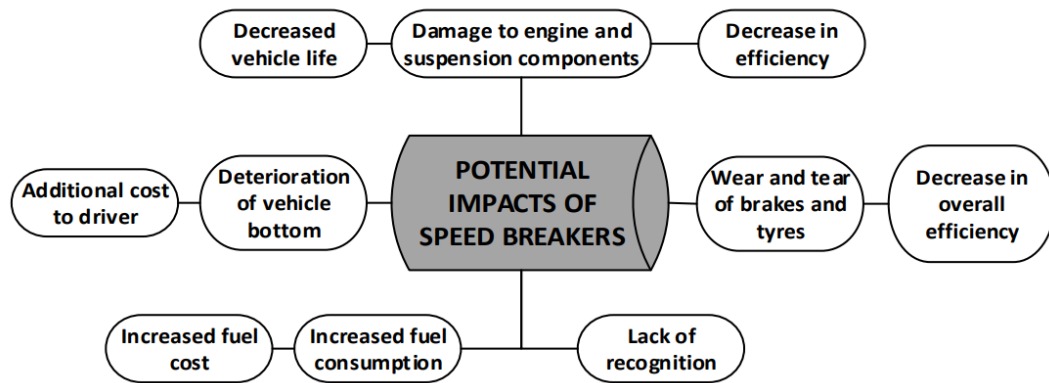 Decreased
vehicle life
Damage to engine and
suspension components
Decrease in
efficiency
Additional cost
to driver
Deterioration
of vehicle
bottom
POTENTIAL
IMPACTS OF
SPEED BREAKERS
Wear and tear
of brakes and
tyres
Decrease in
overall
efficiency
Increased fuel
cost
Increased fuel
consumption
Lack of
recognition